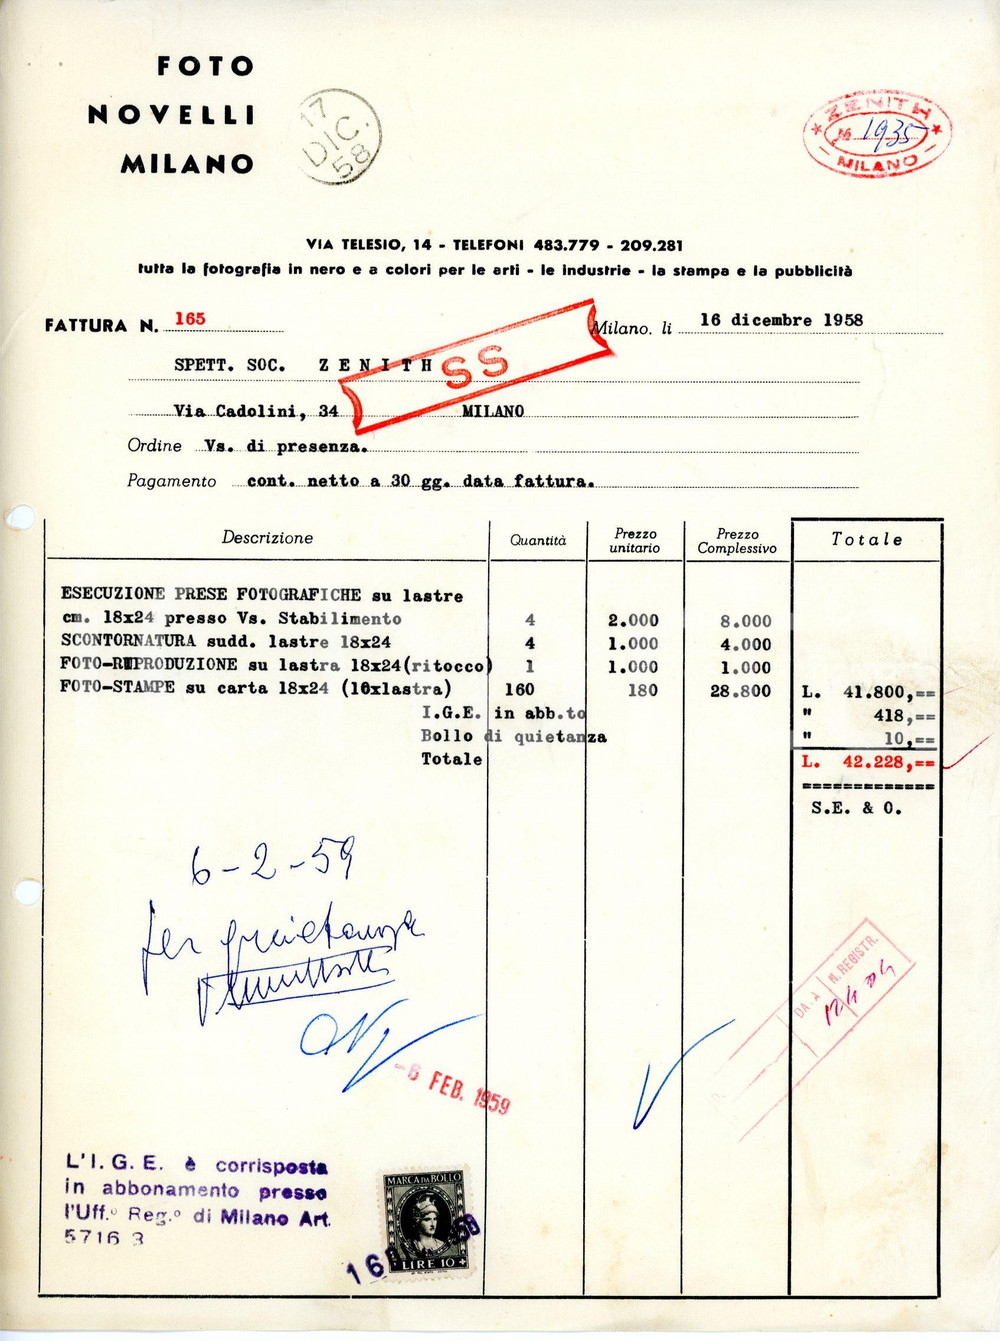 FOTO
NOVELLI
MILANO
17
DIC.
58
ZENITH
№ 1935
MILANO
VIA TELESIO, 14 - TELEFONI 483.779 - 209.281
tutta la fotografia in nero e a colori per le arti - le industrie - la stampa e la pubblicità
FATTURA N. 165
Milano, li 16 dicembre 1958
SPETT. SOC. ZENITH
SS
Via Cadolini, 34 MILANO
Ordine Vs. di presenza.
Pagamento cont. netto a 30 gg. data fattura.
Descrizione Quantità Prezzo unitario Prezzo Complessivo Totale
ESECUZIONE PRESE FOTOGRAFICHE su lastre
cm. 18x24 presso Vs. Stabilimento 4 2.000 8.000
SCONTORNATURA sudd. lastre 18x24 4 1.000 4.000
FOTO-RIPRODUZIONE su lastra 18x24(ritocco) 1 1.000 1.000
FOTO-STAMPE su carta 18x24 (10xlastra) 160 180 28.800 L. 41.800,==
I.G.E. in abb.to " 418,==
Bollo di quietanza " 10,==
Totale L. 42.228,==
=============
S.E. & O.
6-2-59
per quietanza
N. REGISTR.
-6 FEB. 1959
L'I.G.E. è corrisposta
in abbonamento presso
l'Uff.° Reg.° di Milano Art.
5716 3
MARCA DA BOLLO
LIRE 10
16